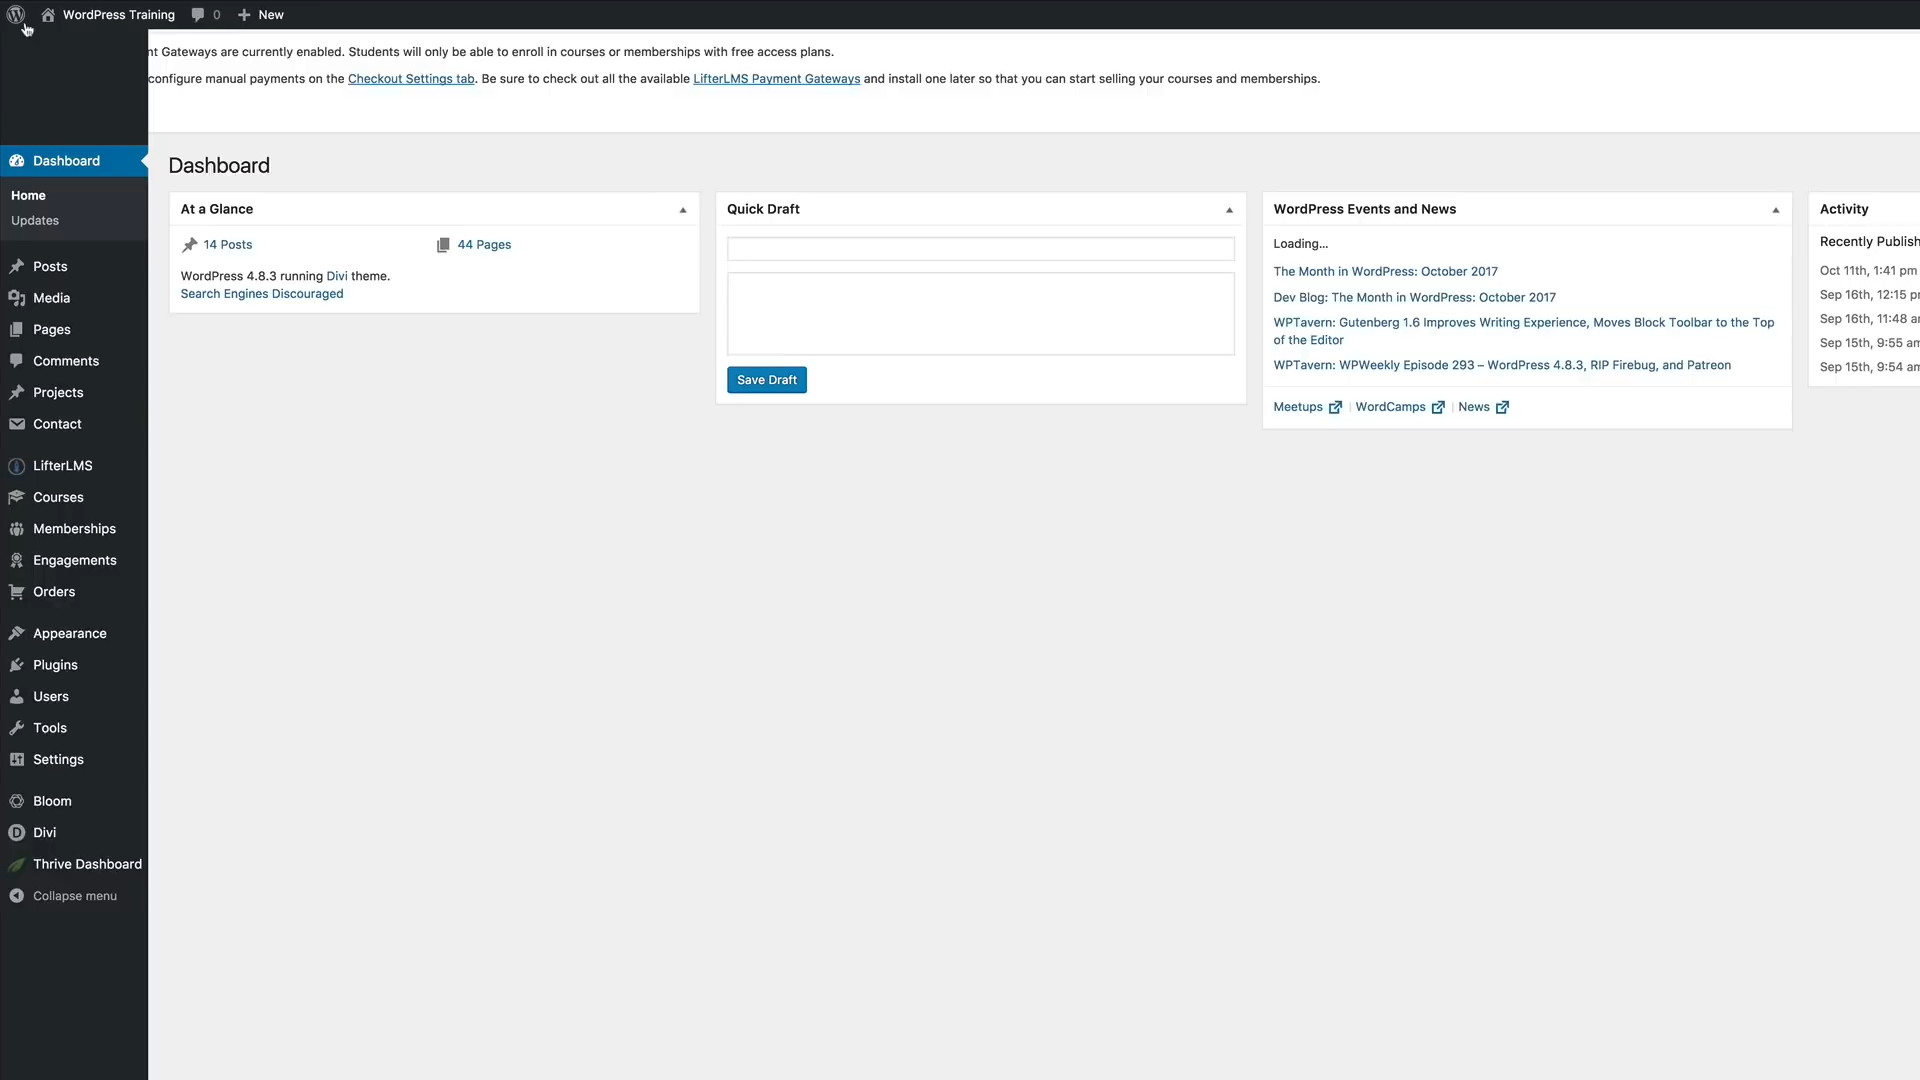 WordPress Training 0 New
nt Gateways are currently enabled. Students will only be able to enroll in courses or memberships with free access plans.
configure manual payments on the Checkout Settings tab. Be sure to check out all the available LifterLMS Payment Gateways and install one later so that you can start selling your courses and memberships.
Dashboard
Home
Updates
Posts
Media
Pages
Comments
Projects
Contact
LifterLMS
Courses
Memberships
Engagements
Orders
Appearance
Plugins
Users
Tools
Settings
Bloom
Divi
Thrive Dashboard
Collapse menu
Dashboard
At a Glance
14 Posts 44 Pages
WordPress 4.8.3 running Divi theme.
Search Engines Discouraged
Quick Draft
Save Draft
WordPress Events and News
Loading...
The Month in WordPress: October 2017
Dev Blog: The Month in WordPress: October 2017
WPTavern: Gutenberg 1.6 Improves Writing Experience, Moves Block Toolbar to the Top
of the Editor
WPTavern: WPWeekly Episode 293 – WordPress 4.8.3, RIP Firebug, and Patreon
Meetups | WordCamps | News
Activity
Recently Publish
Oct 11th, 1:41 pm
Sep 16th, 12:15 p
Sep 16th, 11:48 a
Sep 15th, 9:55 am
Sep 15th, 9:54 am